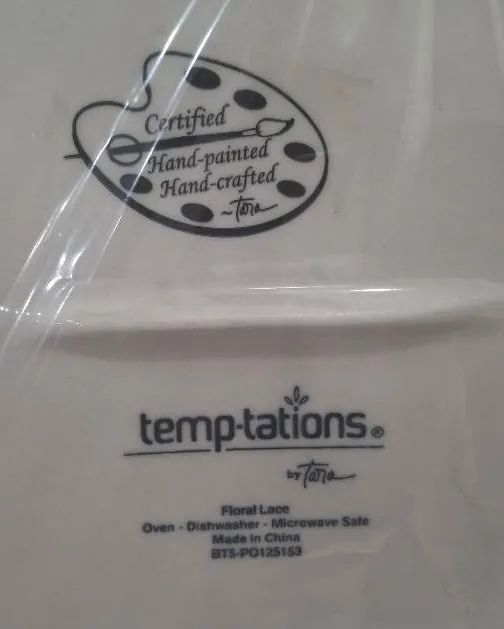 Certified
Hand-painted
Hand-crafted
~Tara
temp-tations®
by Tara
Floral Lace
Oven - Dishwasher - Microwave Safe
Made in China
BTS-PO125153